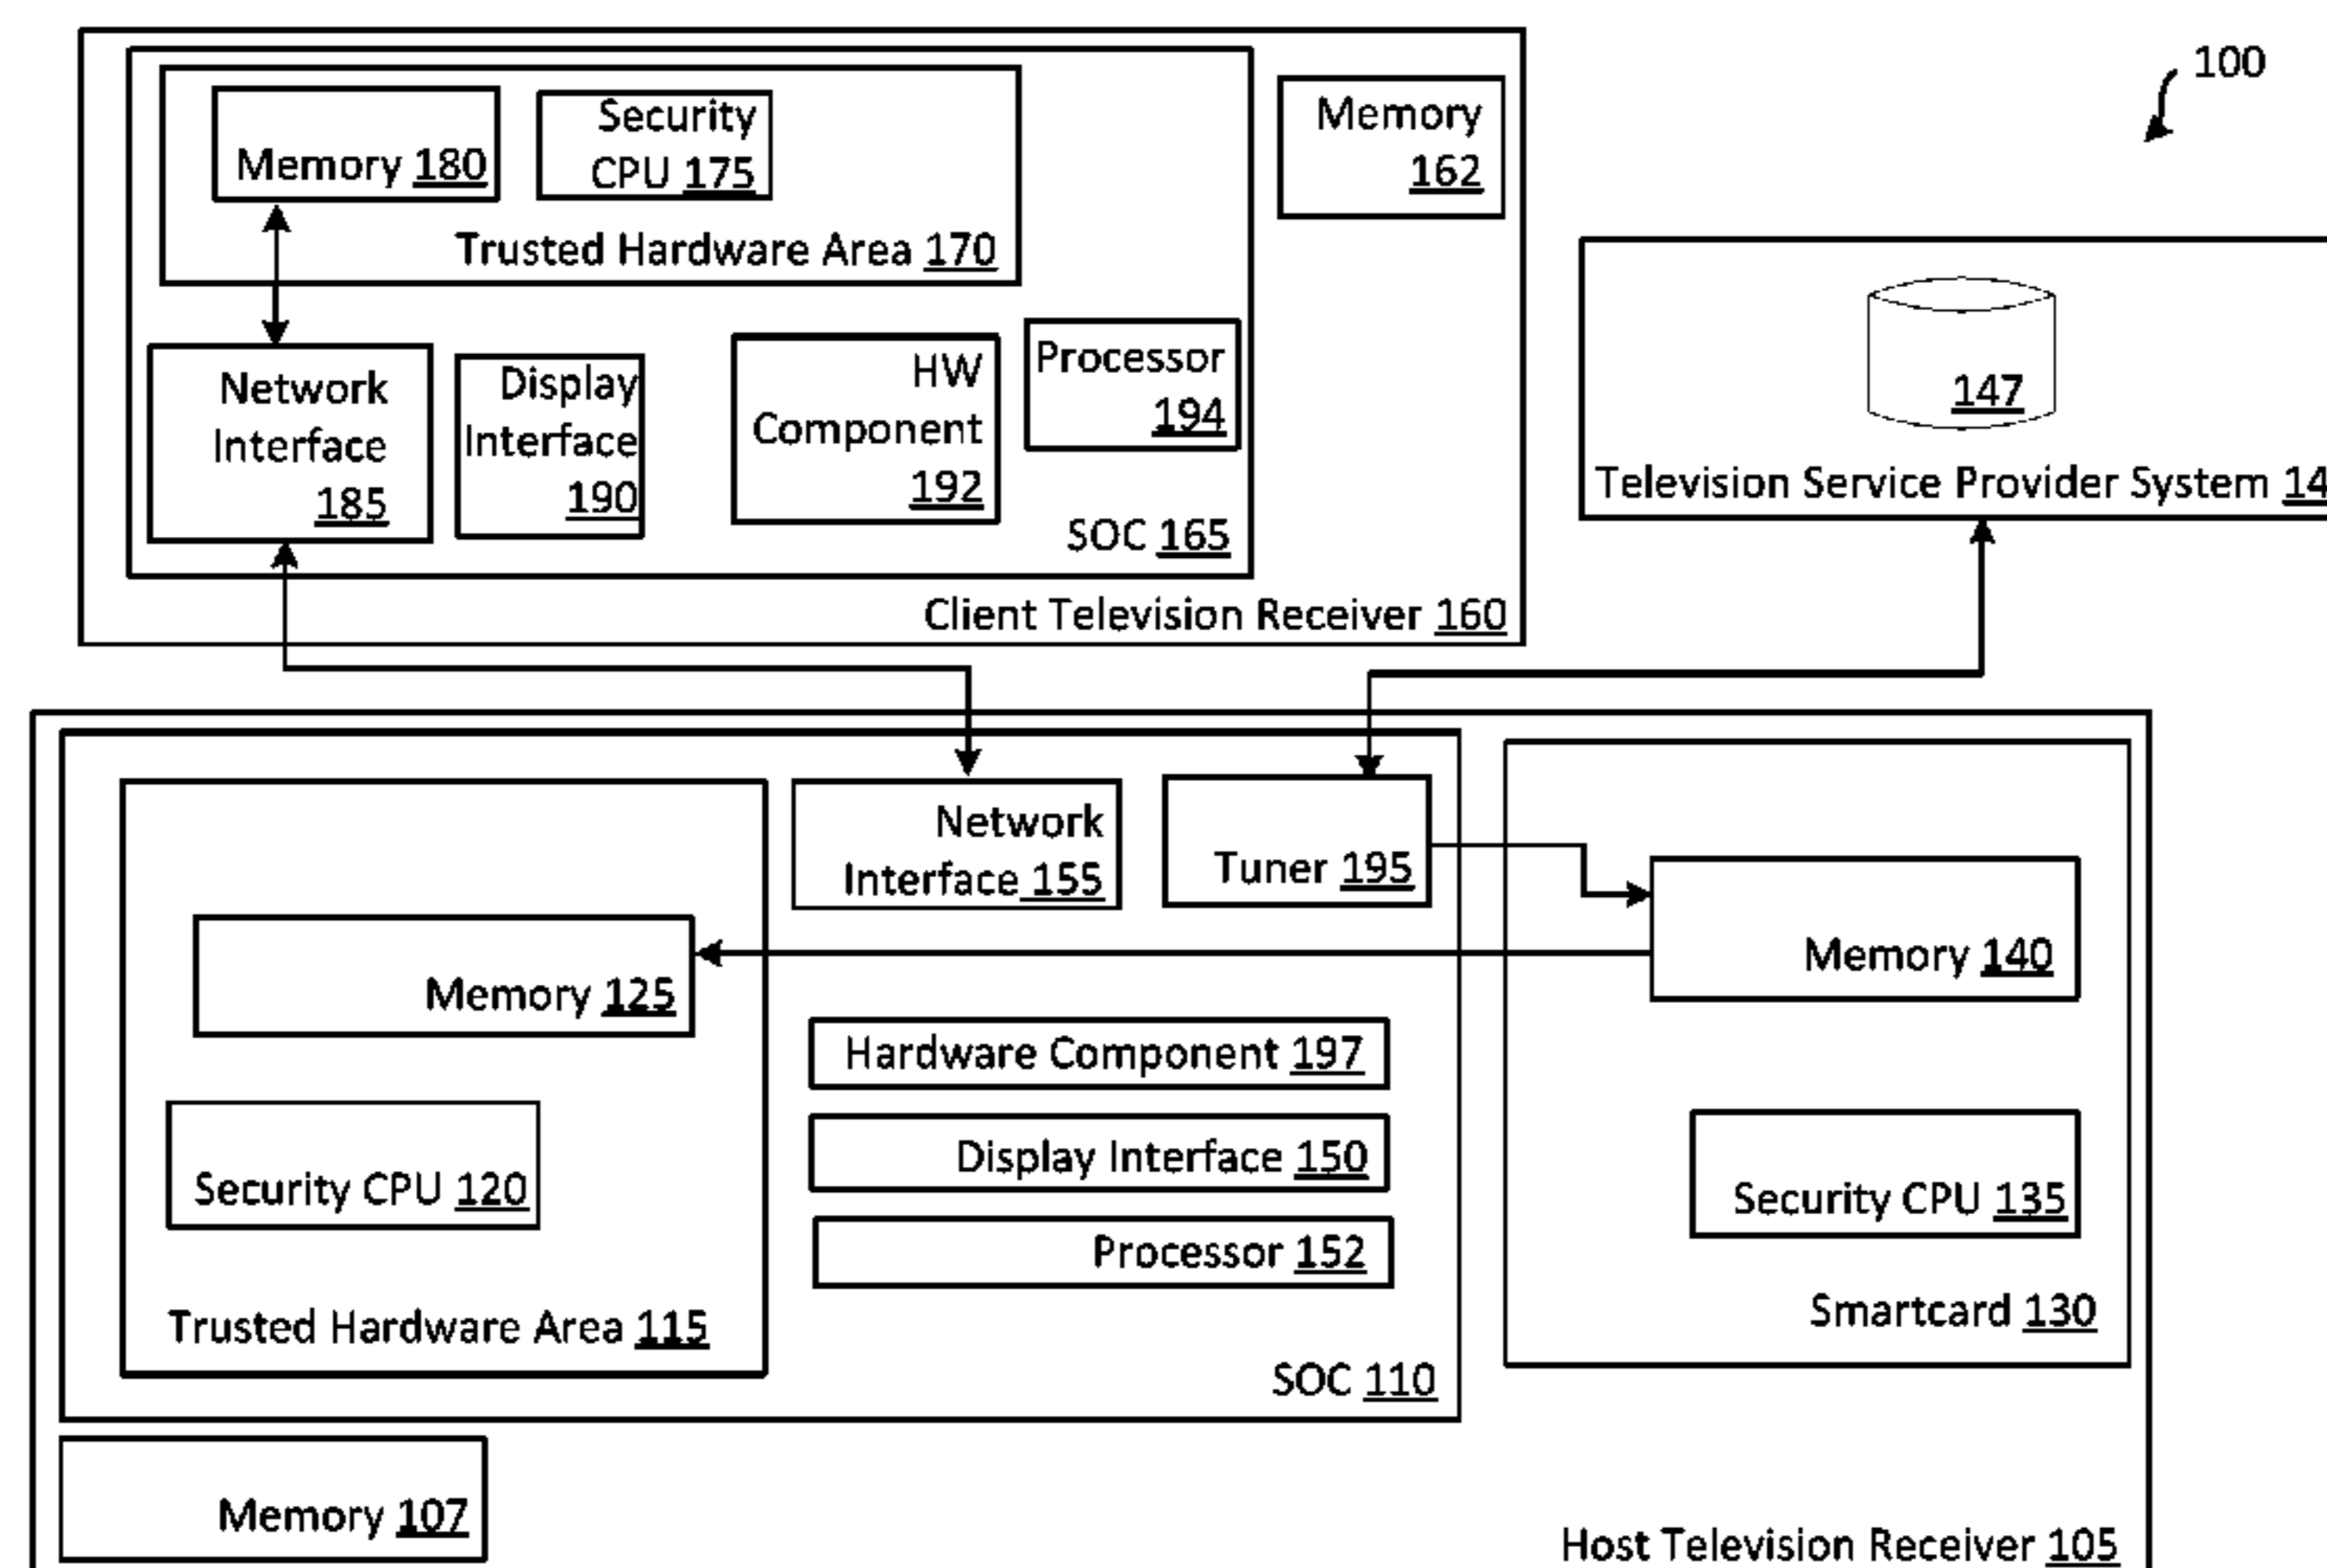 100
Memory 180
Security
CPU 175
Trusted Hardware Area 170
Memory
162
Network
Interface
185
Display
Interface
190
HW
Component
192
Processor
194
SOC 165
Client Television Receiver 160
147
Television Service Provider System
Network
Interface 155
Tuner 195
Memory 125
Memory 140
Hardware Component 197
Display Interface 150
Processor 152
Security CPU 120
Security CPU 135
Trusted Hardware Area 115
Smartcard 130
SOC 110
Memory 107
Host Television Receiver 105